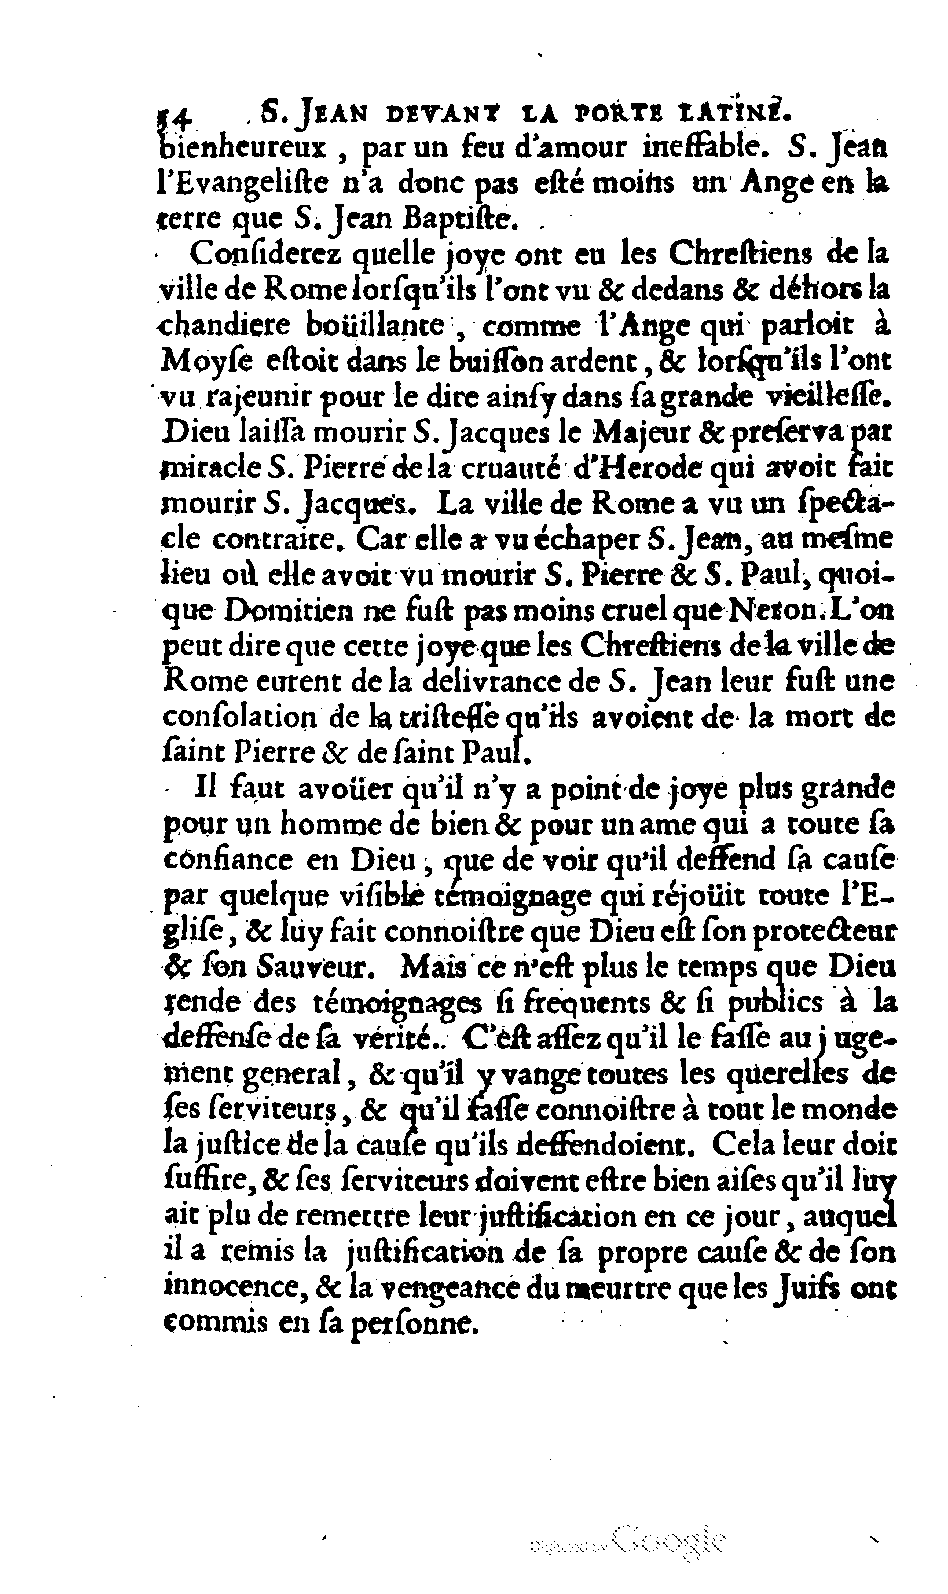 54 S. JEAN DEVANT LA PORTE LATINE.
bienheureux, par un feu d'amour ineffable. S. Jean
l'Evangeliſte n'a donc pas eſté moins un Ange en la
terre que S. Jean Baptiſte.
Conſiderez quelle joye ont eu les Chreſtiens de la
ville de Rome lorſqu'ils l'ont vu & dedans & déhors la
chandiere boüillante, comme l'Ange qui parloit à
Moyſe eſtoit dans le buiſſon ardent, & lorſqu'ils l'ont
vu rajeunir pour le dire ainſy dans ſa grande vieilleſſe.
Dieu laiſſa mourir S. Jacques le Majeur & preſerva par
miracle S. Pierre de la cruauté d'Herode qui avoit fait
mourir S. Jacques. La ville de Rome a vu un ſpecta-
cle contraire. Car elle a vu échaper S. Jean, au meſme
lieu où elle avoit vu mourir S. Pierre & S. Paul, quoi-
que Domitien ne fuſt pas moins cruel que Neron. L'on
peut dire que cette joye que les Chreſtiens de la ville de
Rome eurent de la delivrance de S. Jean leur fuſt une
conſolation de la triſteſſe qu'ils avoient de la mort de
ſaint Pierre & de ſaint Paul.
Il faut avoüer qu'il n'y a point de joye plus grande
pour un homme de bien & pour un ame qui a toute ſa
confiance en Dieu, que de voir qu'il deffend ſa cauſe
par quelque viſible témoignage qui réjoüit toute l'E-
gliſe, & luy fait connoiſtre que Dieu eſt ſon protecteur
& ſon Sauveur. Mais ce n'eſt plus le temps que Dieu
rende des témoignages ſi frequents & ſi publics à la
deffenſe de ſa vérité. C'eſt aſſez qu'il le faſſe au juge-
ment general, & qu'il y vange toutes les querelles de
ſes ſerviteurs, & qu'il faſſe connoiſtre à tout le monde
la juſtice de la cauſe qu'ils deffendoient. Cela leur doit
ſuffire, & ſes ſerviteurs doivent eſtre bien aiſes qu'il luy
ait plu de remettre leur juſtification en ce jour, auquel
il a remis la juſtification de ſa propre cauſe & de ſon
innocence, & la vengeance du meurtre que les Juifs ont
commis en ſa perſonne.
Google